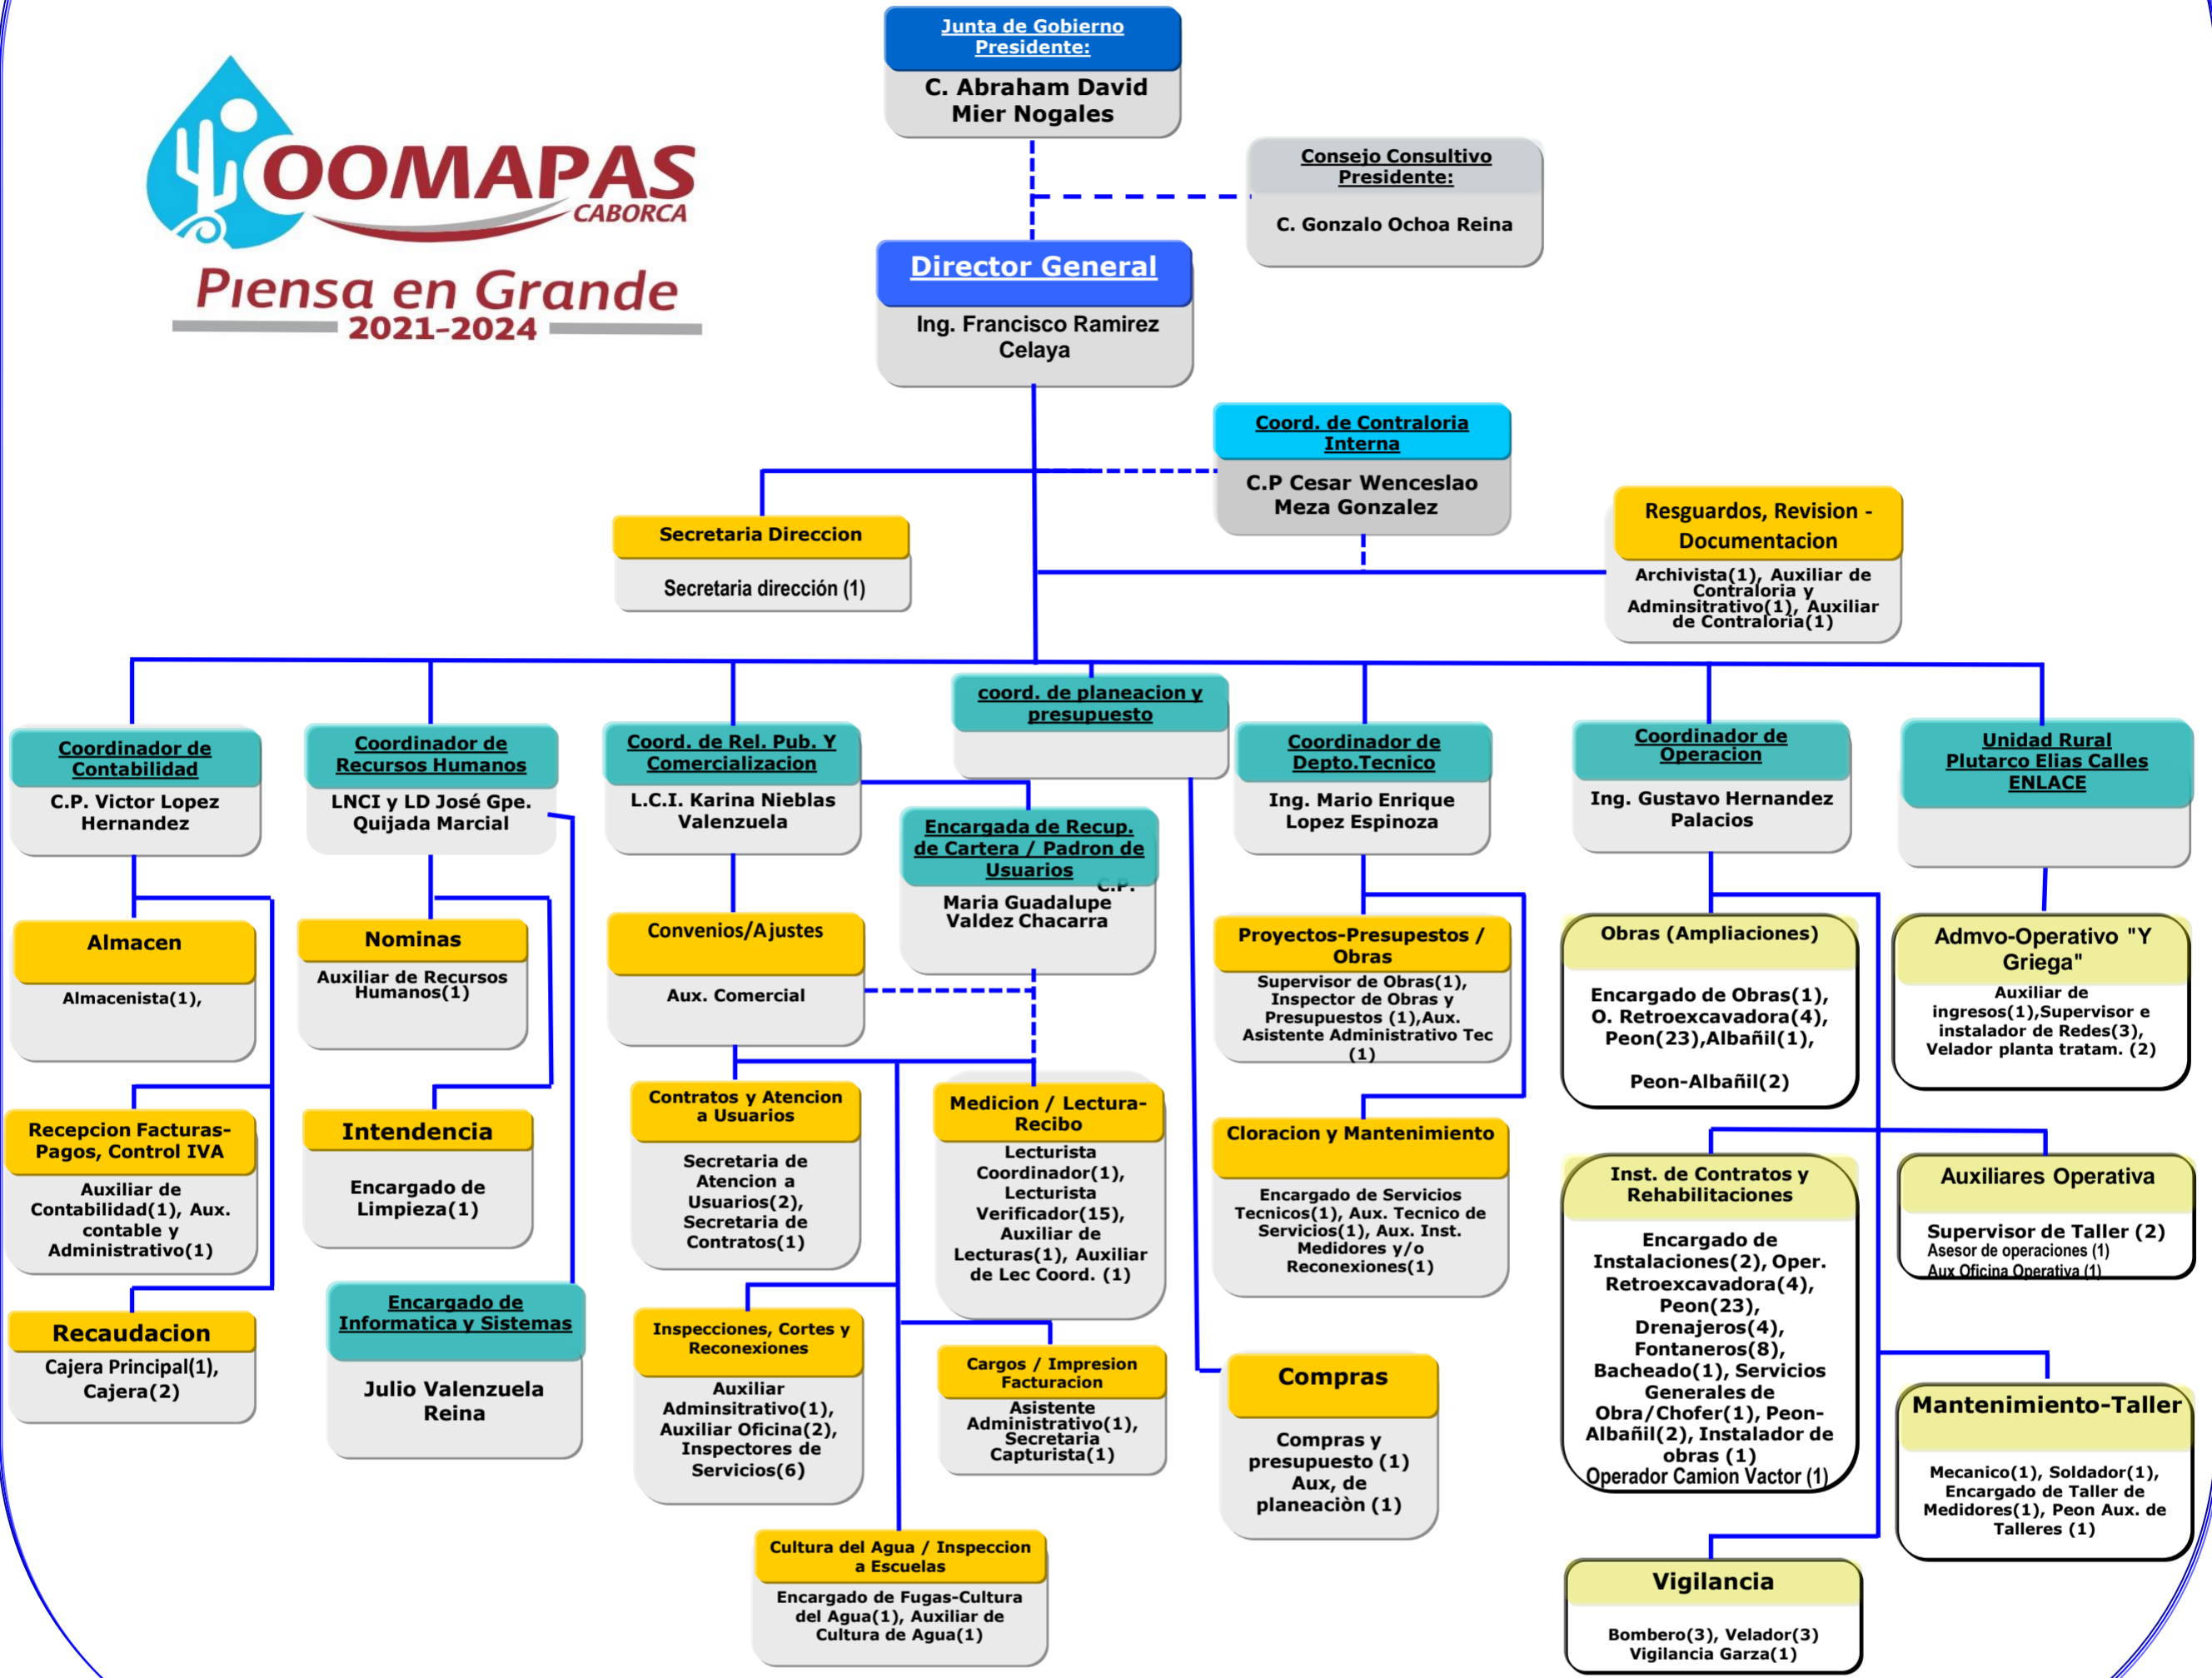 Junta de Gobierno
Presidente:
C. Abraham David
Mier Nogales
OOMAPAS
CABORCA
Piensa en Grande
2021-2024
Consejo Consultivo
Presidente:
C. Gonzalo Ochoa Reina
Director General
Ing. Francisco Ramirez
Celaya
Coord. de Contraloria
Interna
C.P Cesar Wenceslao
Meza Gonzalez
Secretaria Direccion
Secretaria dirección (1)
Resguardos, Revision -
Documentacion
Archivista(1), Auxiliar de
Contraloria y
Adminsitrativo(1), Auxiliar
de Contraloria(1)
Coordinador de
Contabilidad
C.P. Victor Lopez
Hernandez
Coordinador de
Recursos Humanos
LNCI y LD José Gpe.
Quijada Marcial
Coord. de Rel. Pub. Y
Comercializacion
L.C.I. Karina Nieblas
Valenzuela
coord. de planeacion y
presupuesto
Encargada de Recup.
de Cartera / Padron de
Usuarios
C.P.
Maria Guadalupe
Valdez Chacarra
Coordinador de
Depto.Tecnico
Ing. Mario Enrique
Lopez Espinoza
Coordinador de
Operacion
Ing. Gustavo Hernandez
Palacios
Unidad Rural
Plutarco Elias Calles
ENLACE
Almacen
Almacenista(1),
Nominas
Auxiliar de Recursos
Humanos(1)
Convenios/Ajustes
Aux. Comercial
Proyectos-Presupestos /
Obras
Supervisor de Obras(1),
Inspector de Obras y
Presupuestos (1),Aux.
Asistente Administrativo Tec
(1)
Obras (Ampliaciones)
Encargado de Obras(1),
O. Retroexcavadora(4),
Peon(23),Albañil(1),
Peon-Albañil(2)
Admvo-Operativo "Y
Griega"
Auxiliar de
ingresos(1),Supervisor e
instalador de Redes(3),
Velador planta tratam. (2)
Recepcion Facturas-
Pagos, Control IVA
Auxiliar de
Contabilidad(1), Aux.
contable y
Administrativo(1)
Intendencia
Encargado de
Limpieza(1)
Contratos y Atencion
a Usuarios
Secretaria de
Atencion a
Usuarios(2),
Secretaria de
Contratos(1)
Medicion / Lectura-
Recibo
Lecturista
Coordinador(1),
Lecturista
Verificador(15),
Auxiliar de
Lecturas(1), Auxiliar
de Lec Coord. (1)
Cloracion y Mantenimiento
Encargado de Servicios
Tecnicos(1), Aux. Tecnico de
Servicios(1), Aux. Inst.
Medidores y/o
Reconexiones(1)
Inst. de Contratos y
Rehabilitaciones
Encargado de
Instalaciones(2), Oper.
Retroexcavadora(4),
Peon(23),
Drenajeros(4),
Fontaneros(8),
Bacheado(1), Servicios
Generales de
Obra/Chofer(1), Peon-
Albañil(2), Instalador de
obras (1)
Operador Camion Vactor (1)
Auxiliares Operativa
Supervisor de Taller (2)
Asesor de operaciones (1)
Aux Oficina Operativa (1)
Recaudacion
Cajera Principal(1),
Cajera(2)
Encargado de
Informatica y Sistemas
Julio Valenzuela
Reina
Inspecciones, Cortes y
Reconexiones
Auxiliar
Adminsitrativo(1),
Auxiliar Oficina(2),
Inspectores de
Servicios(6)
Cargos / Impresion
Facturacion
Asistente
Administrativo(1),
Secretaria
Capturista(1)
Compras
Compras y
presupuesto (1)
Aux, de
planeaciòn (1)
Mantenimiento-Taller
Mecanico(1), Soldador(1),
Encargado de Taller de
Medidores(1), Peon Aux. de
Talleres (1)
Cultura del Agua / Inspeccion
a Escuelas
Encargado de Fugas-Cultura
del Agua(1), Auxiliar de
Cultura de Agua(1)
Vigilancia
Bombero(3), Velador(3)
Vigilancia Garza(1)